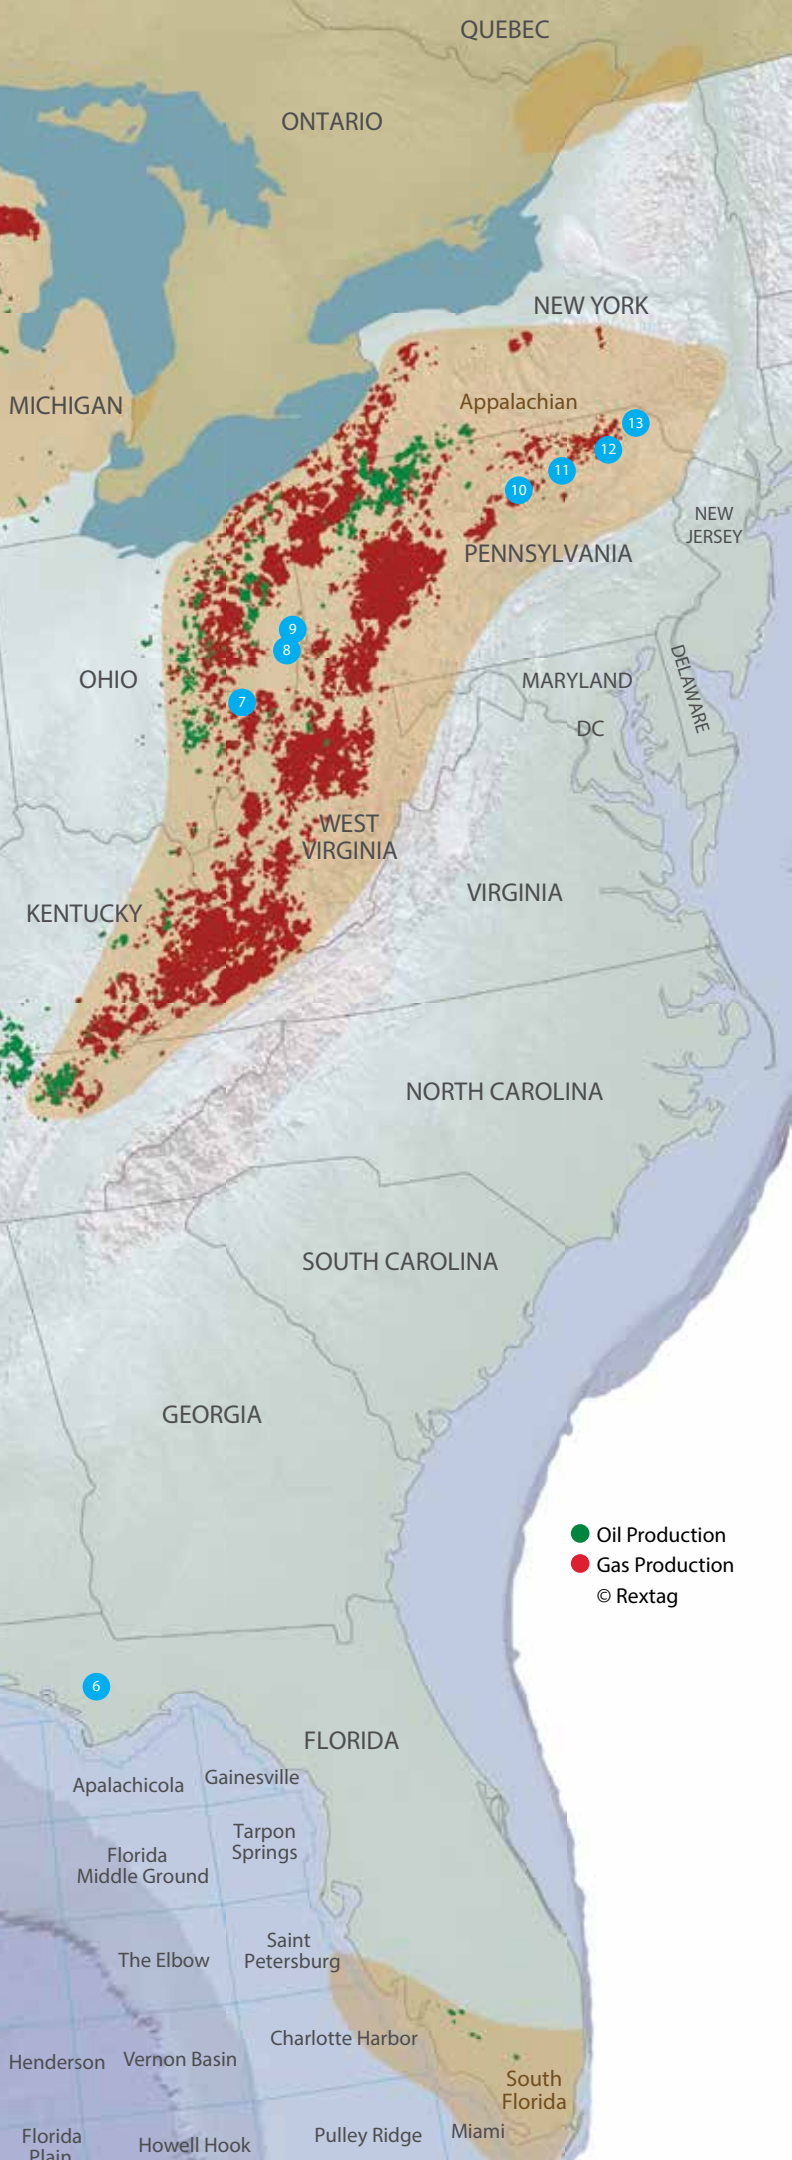 QUEBEC
ONTARIO
NEW YORK
MICHIGAN
Appalachian
13
12
11
10
NEW
JERSEY
PENNSYLVANIA
9
8
OHIO
MARYLAND
DELAWARE
7
DC
WEST
VIRGINIA
VIRGINIA
KENTUCKY
NORTH CAROLINA
SOUTH CAROLINA
GEORGIA
Oil Production
Gas Production
© Rextag
6
FLORIDA
Apalachicola
Gainesville
Tarpon
Springs
Florida
Middle Ground
Saint
Petersburg
The Elbow
Charlotte Harbor
Henderson
Vernon Basin
South
Florida
Miami
Pulley Ridge
Florida
Plain
Howell Hook